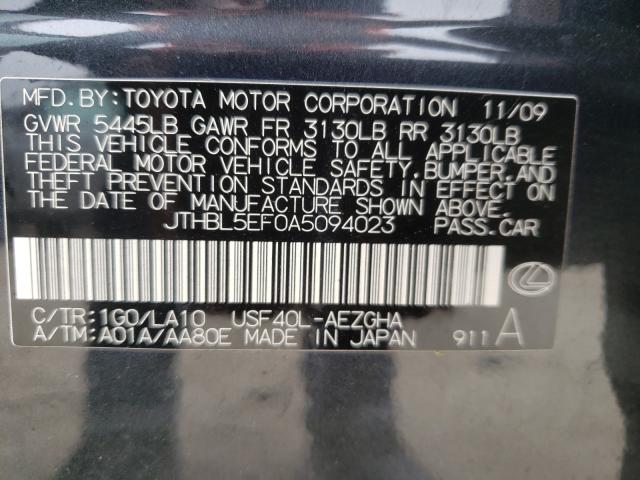 MFD.BY: TOYOTA MOTOR CORPORATION 11/09
GVWR 5445LB GAWR FR 3130LB RR 3130LB
THIS VEHICLE CONFORMS TO ALL APPLICABLE
FEDERAL MOTOR VEHICLE SAFETY, BUMPER, AND
THEFT PREVENTION STANDARDS IN EFFECT ON
THE DATE OF MANUFACTURE SHOWN ABOVE.
JTHBL5EF0A5094023 PASS.CAR
C/TR:1G0/LA10 USF40L-AEZGHA
A/TM:A01A/AA80E MADE IN JAPAN 911 A